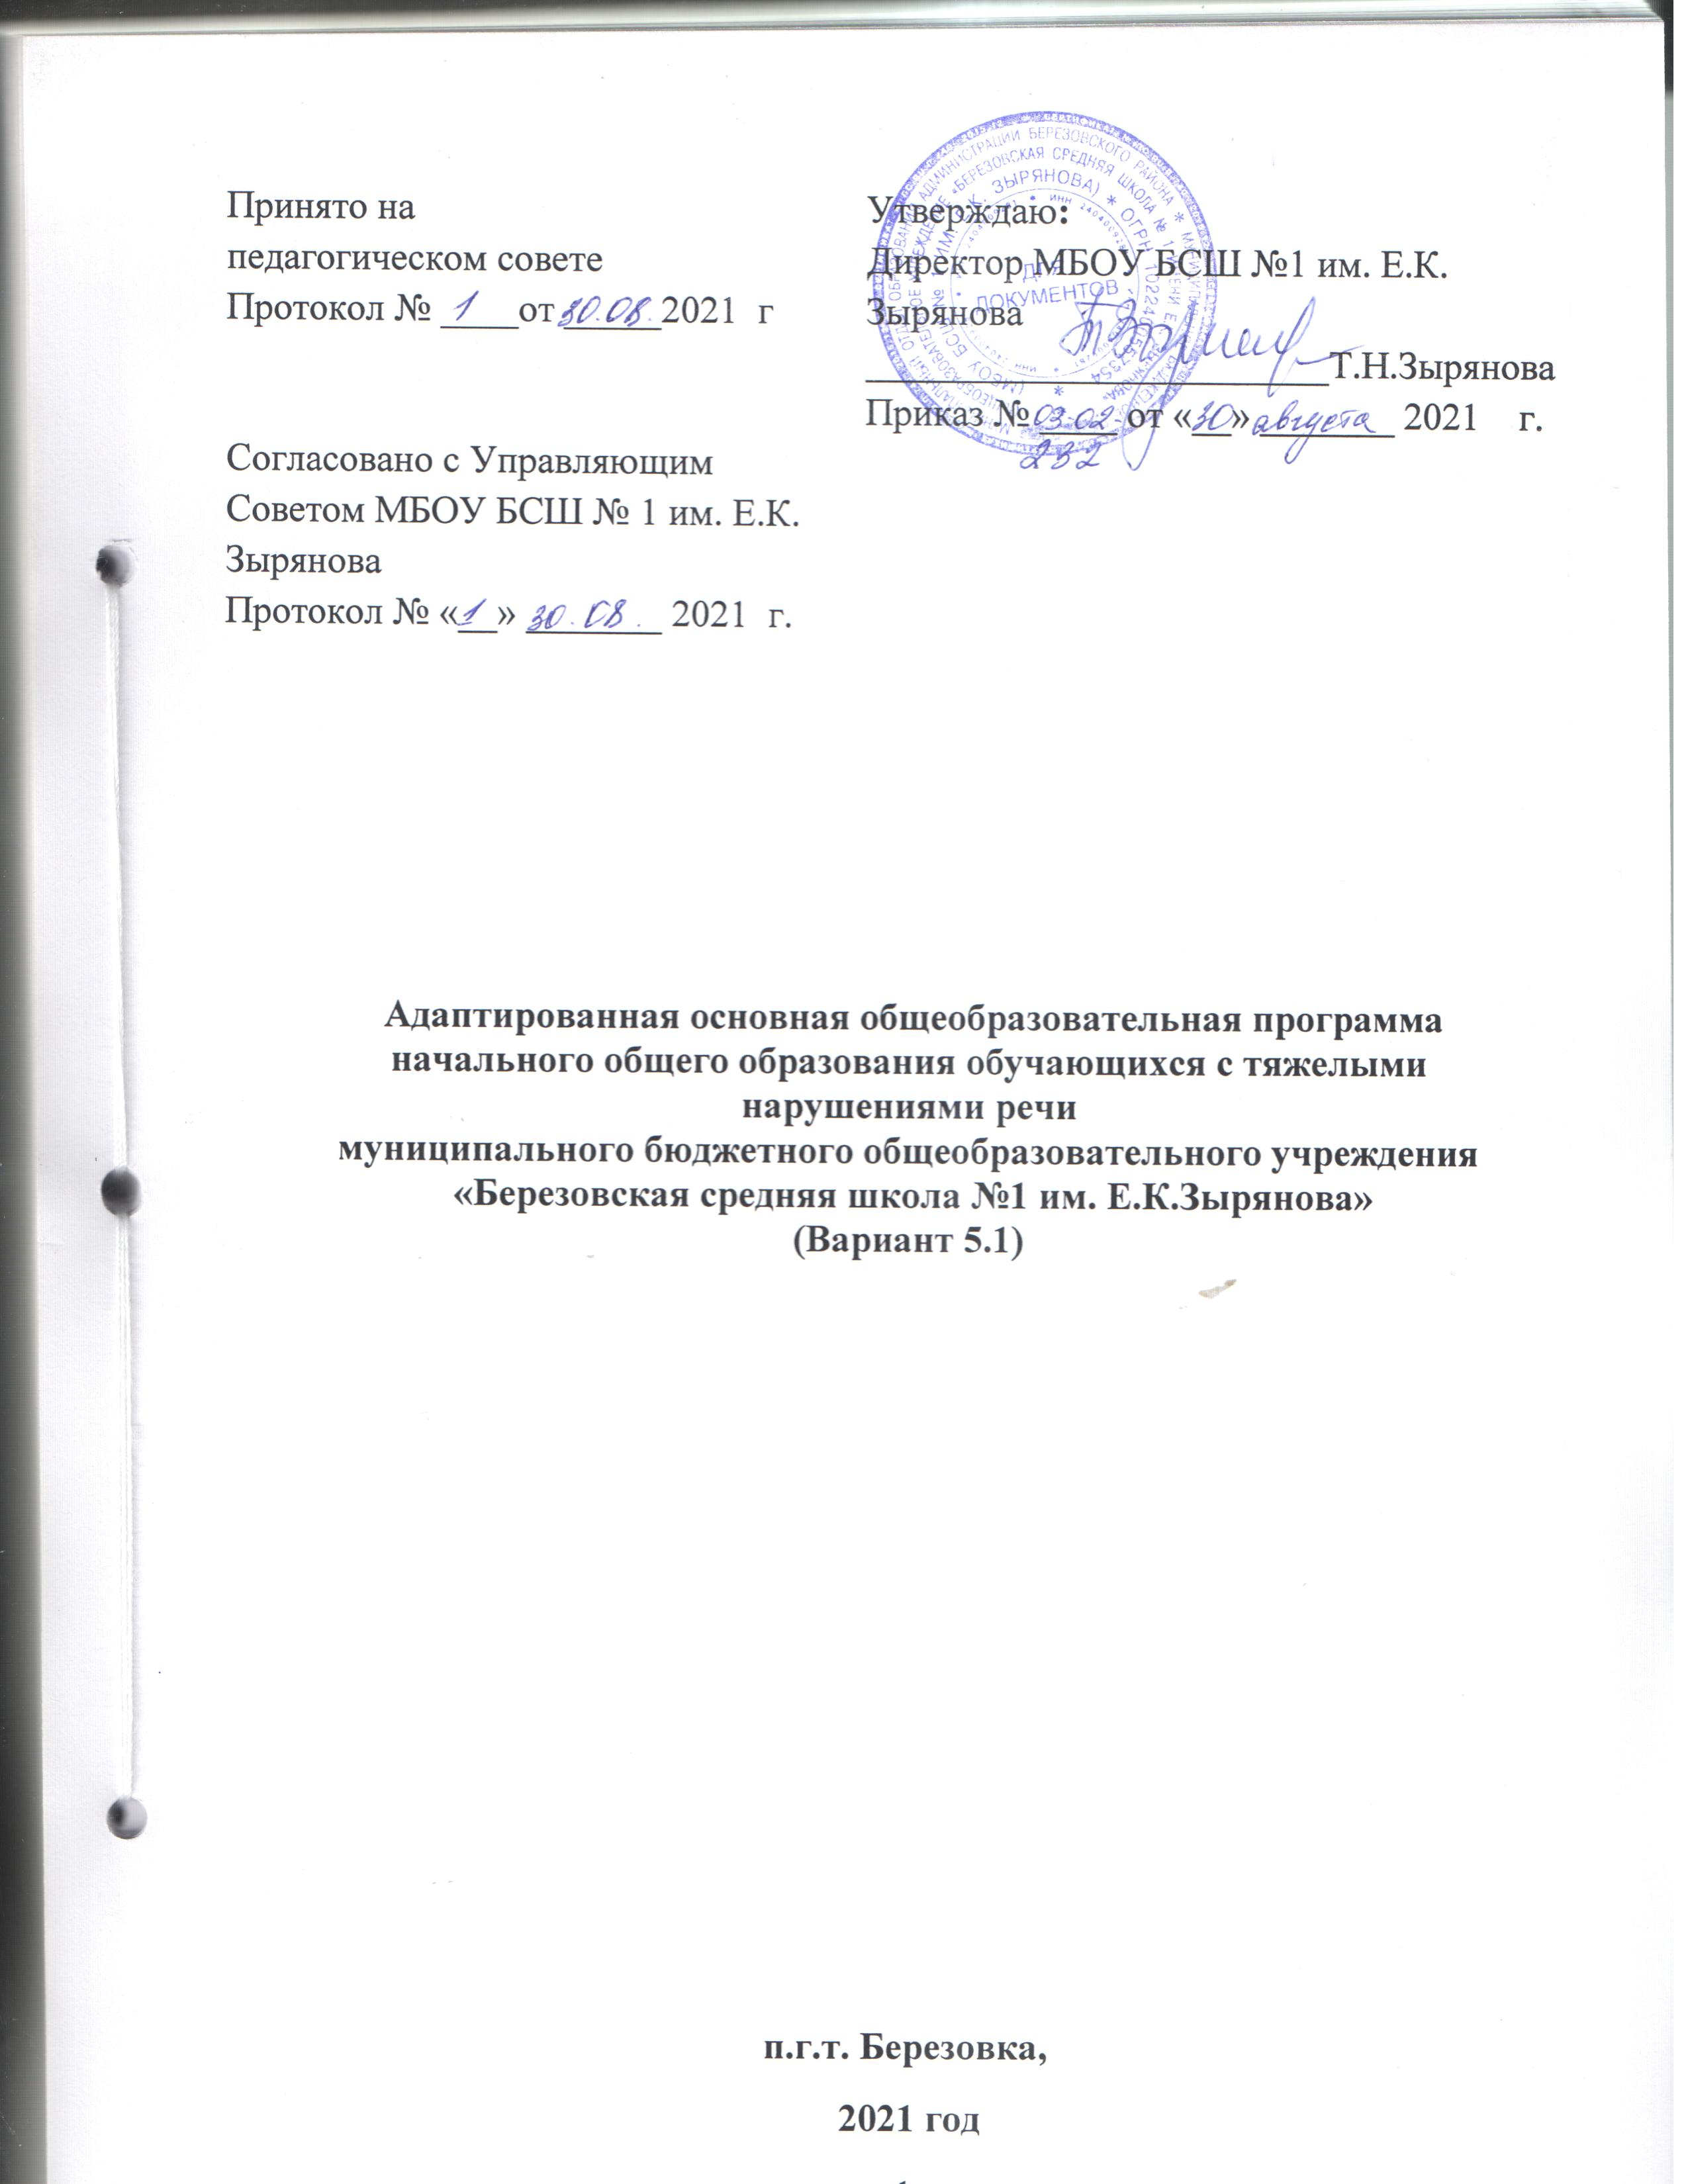 Принято на
педагогическом совете
Протокол № 1 от 30.08. 2021 г
Утверждаю:
Директор МБОУ БСШ №1 им. Е.К.
Зырянова
Т.Н.Зырянова
Приказ № 03-02- от «30» августа 2021 г.
232
ДЛЯ
ДОКУМЕНТОВ
Согласовано с Управляющим
Советом МБОУ БСШ № 1 им. Е.К.
Зырянова
Протокол № «1» 30.08. 2021 г.
Адаптированная основная общеобразовательная программа
начального общего образования обучающихся с тяжелыми
нарушениями речи
муниципального бюджетного общеобразовательного учреждения
«Березовская средняя школа №1 им. Е.К.Зырянова»
(Вариант 5.1)
п.г.т. Березовка,
2021 год